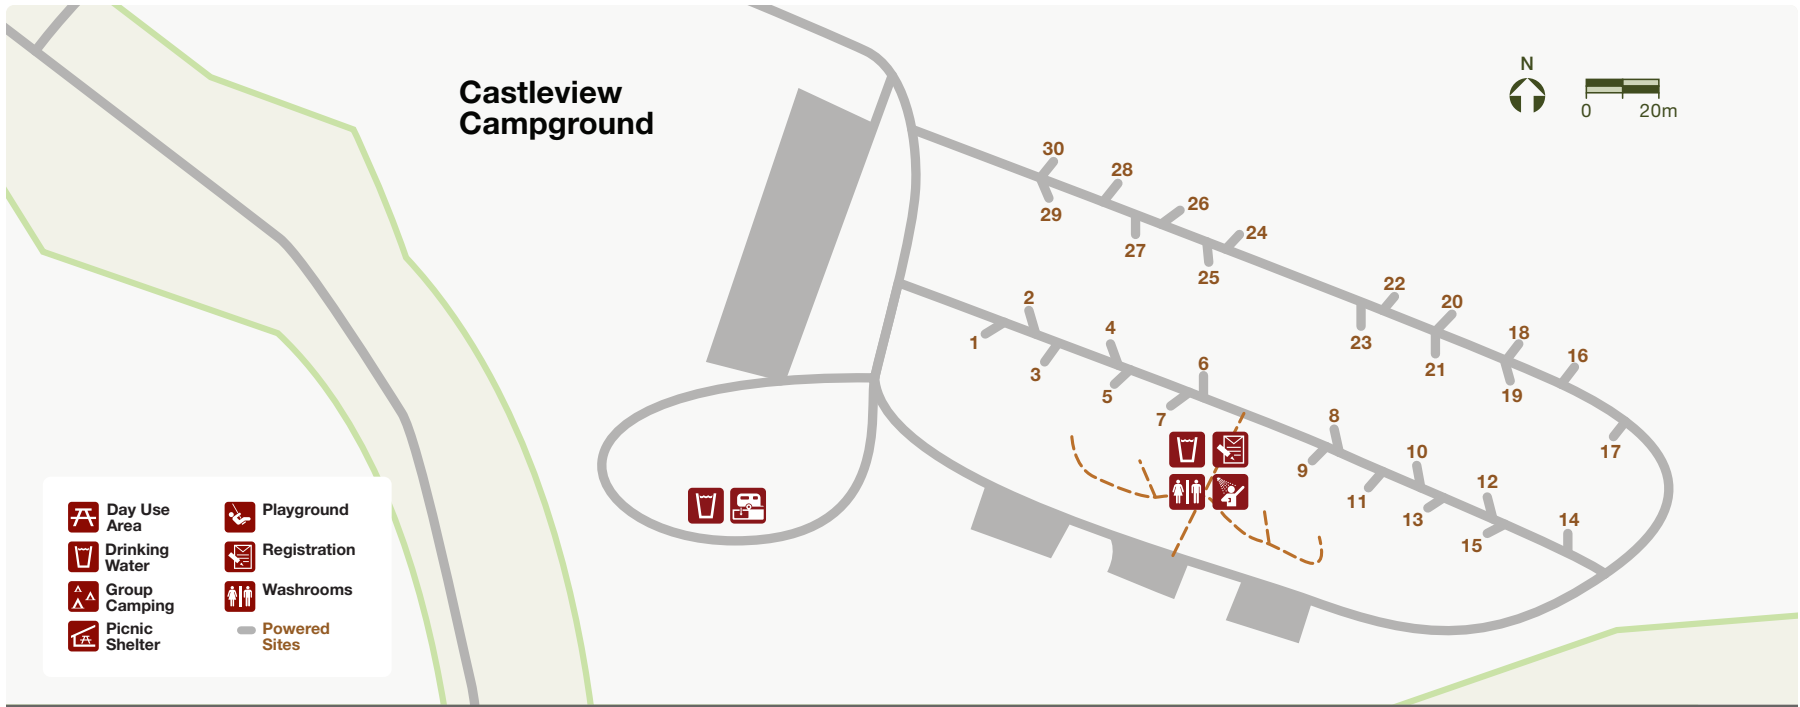 Castleview
Campground
N
0 20m
30
28
29
26
24
27
25
22
20
23
18
21
16
19
17
2
1
4
3
6
5
7
8
10
9
12
11
13
14
15
Day Use
Area
Drinking
Water
Group
Camping
Picnic
Shelter
Playground
Registration
Washrooms
Powered
Sites